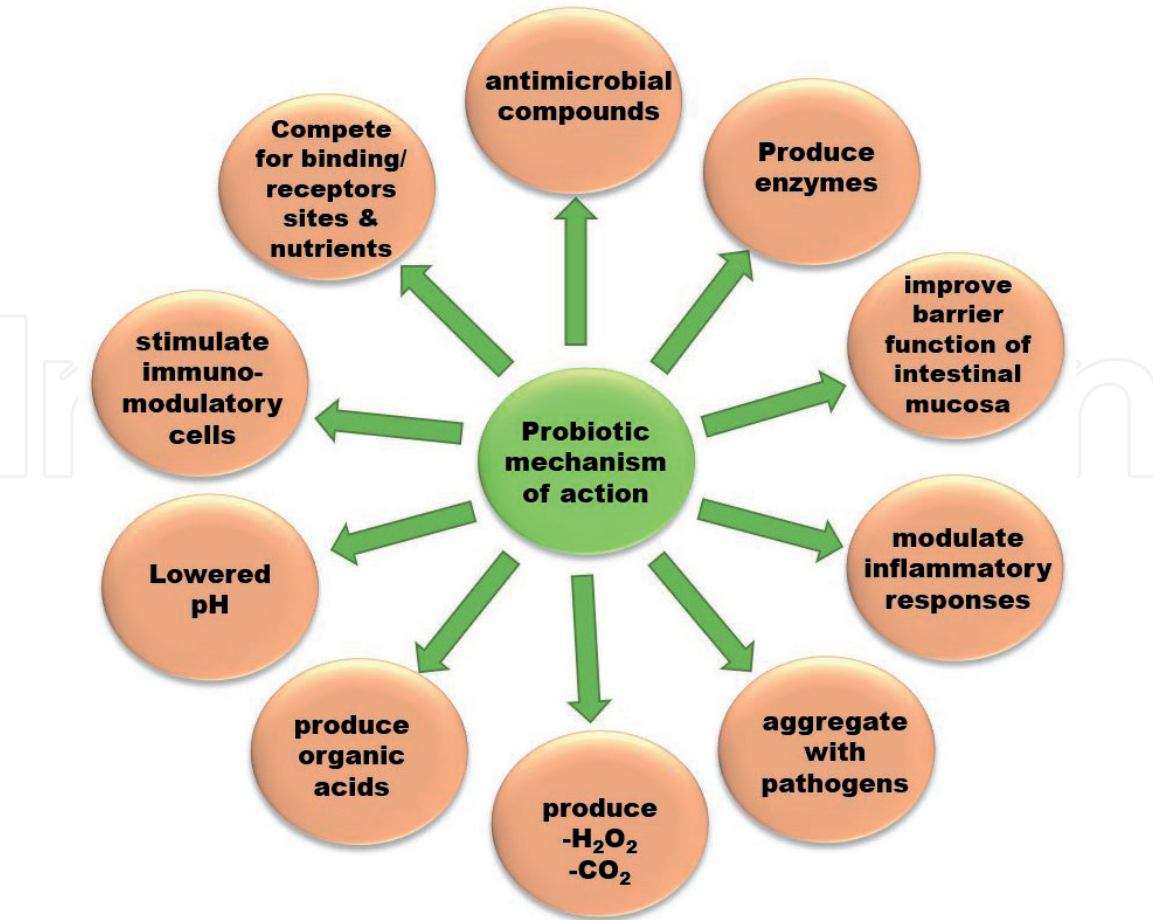 antimicrobial
compounds
Produce
enzymes
improve
barrier
function of
intestinal
mucosa
modulate
inflammatory
responses
aggregate
with
pathogens
produce
-H₂O₂
-CO₂
produce
organic
acids
Lowered
pH
stimulate
immuno-
modulatory
cells
Compete
for binding/
receptors
sites &
nutrients
Probiotic
mechanism
of action